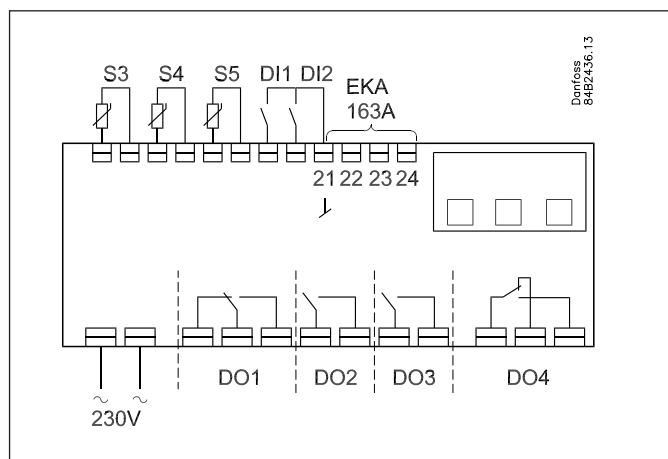 S3 S4 S5 DI1 DI2
EKA
163A
Danfoss
84B2436.13
21 22 23 24
DO1 DO2 DO3 DO4
~ ~
230V